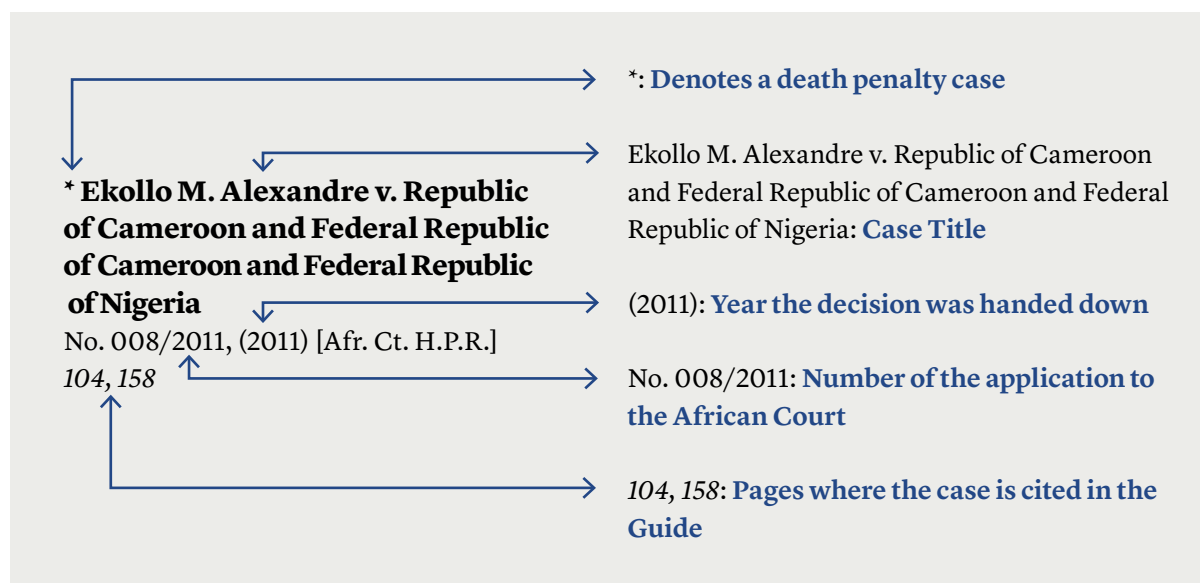 * Ekollo M. Alexandre v. Republic
of Cameroon and Federal Republic
of Cameroon and Federal Republic
of Nigeria
No. 008/2011, (2011) [Afr. Ct. H.P.R.]
104, 158
*: Denotes a death penalty case
Ekollo M. Alexandre v. Republic of Cameroon
and Federal Republic of Cameroon and Federal
Republic of Nigeria: Case Title
(2011): Year the decision was handed down
No. 008/2011: Number of the application to
the African Court
104, 158: Pages where the case is cited in the
Guide